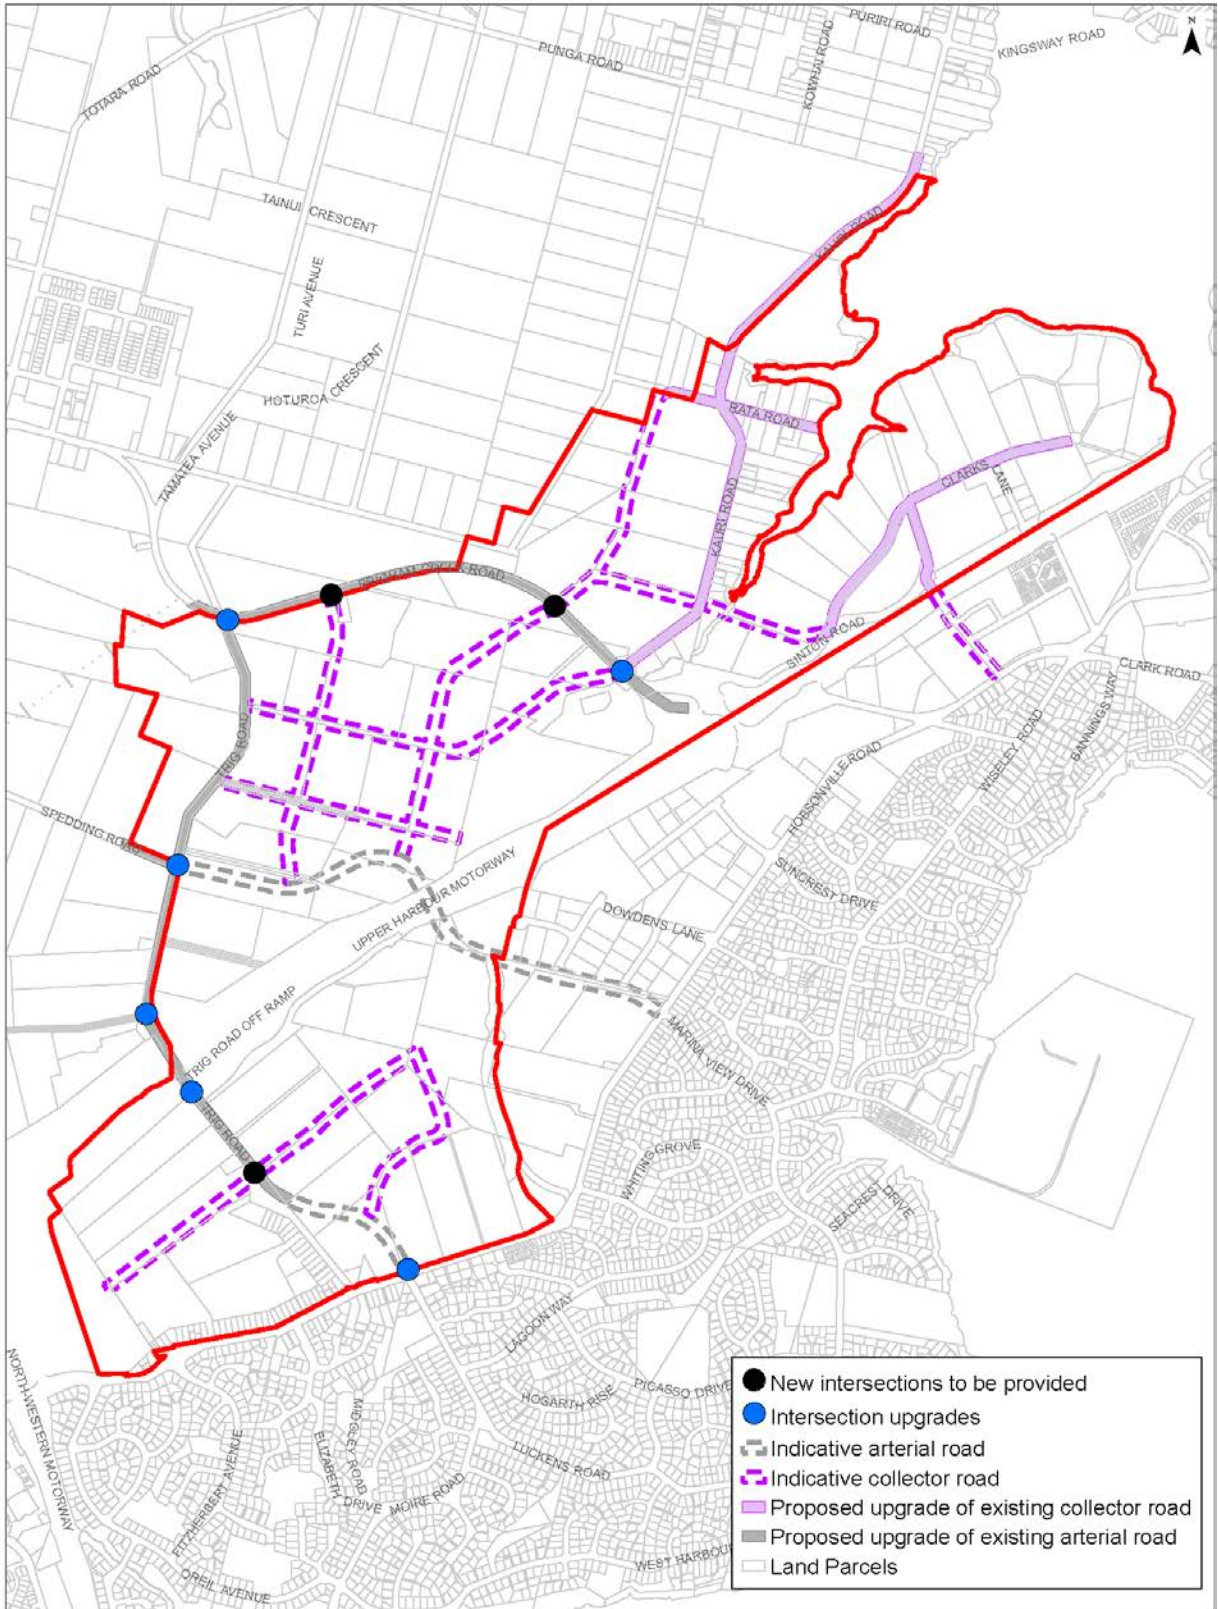 PURIRI ROAD
N
KINGSWAY ROAD
KOWHAI ROAD
PUNGA ROAD
TOTARA ROAD
TAINUI CRESCENT
KAURI ROAD
TURI AVENUE
HOTUROA CRESCENT
TAMATEA AVENUE
RATA ROAD
CLARKS LANE
KAURI ROAD
BRIGHAM CREEK ROAD
SINTON ROAD
CLARK ROAD
TRIG ROAD
WISELEY ROAD
BANNINGS WAY
HOBSONVILLE ROAD
SPEDDING ROAD
SUNCREST DRIVE
UPPER HARBOUR MOTORWAY
DOWDENS LANE
TRIG ROAD OFF RAMP
MARINA VIEW DRIVE
TRIG ROAD
WHITING GROVE
SEACREST DRIVE
LAGOON WAY
NORTH-WESTERN MOTORWAY
PICASSO DRIVE
HOGARTH RISE
MIDGLEY ROAD
ELIZABETH DRIVE
LUCKENS ROAD
MOIRE ROAD
FITZHERBERT AVENUE
OREIL AVENUE
WEST HARBOUR
New intersections to be provided
Intersection upgrades
Indicative arterial road
Indicative collector road
Proposed upgrade of existing collector road
Proposed upgrade of existing arterial road
Land Parcels